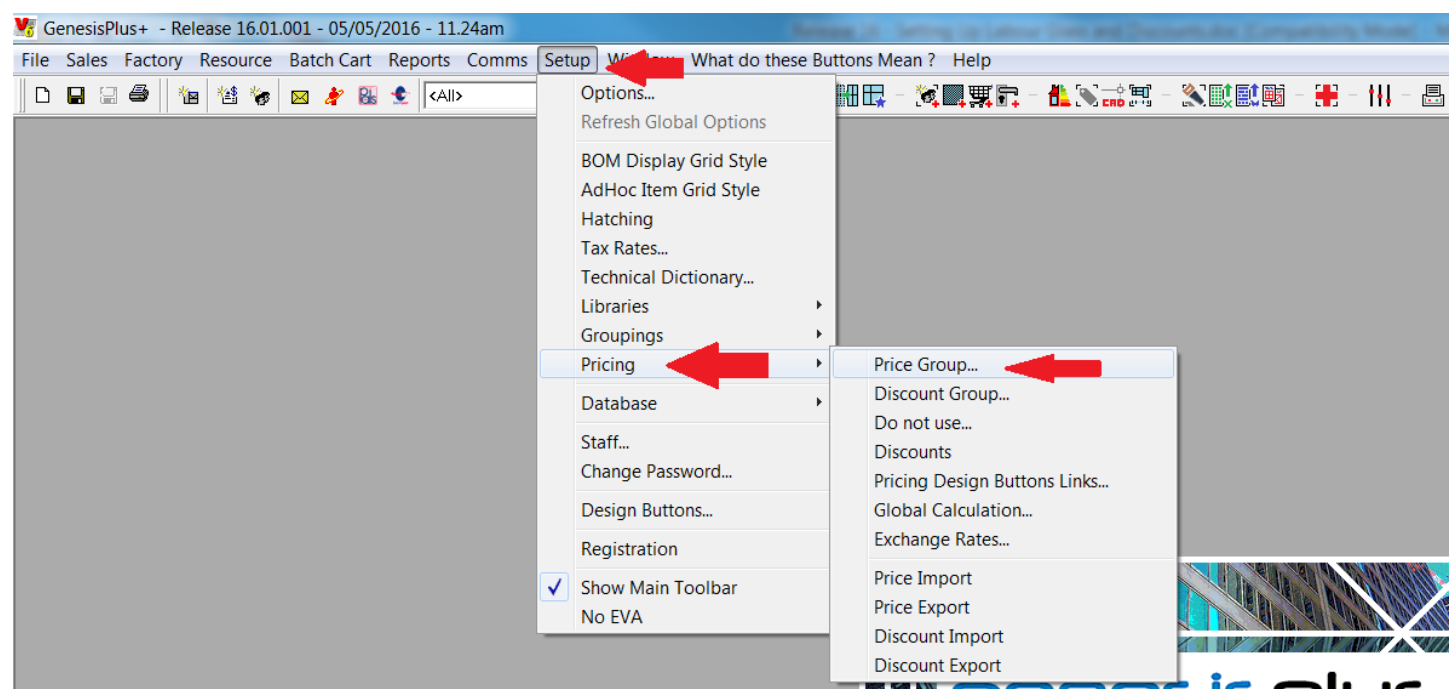 GenesisPlus+ - Release 16.01.001 - 05/05/2016 - 11.24am
File Sales Factory Resource Batch Cart Reports Comms Setup Window What do these Buttons Mean ? Help
<All>
Options...
Refresh Global Options
BOM Display Grid Style
AdHoc Item Grid Style
Hatching
Tax Rates...
Technical Dictionary...
Libraries
Groupings
Pricing
Database
Staff...
Change Password...
Design Buttons...
Registration
Show Main Toolbar
No EVA
Price Group...
Discount Group...
Do not use...
Discounts
Pricing Design Buttons Links...
Global Calculation...
Exchange Rates...
Price Import
Price Export
Discount Import
Discount Export